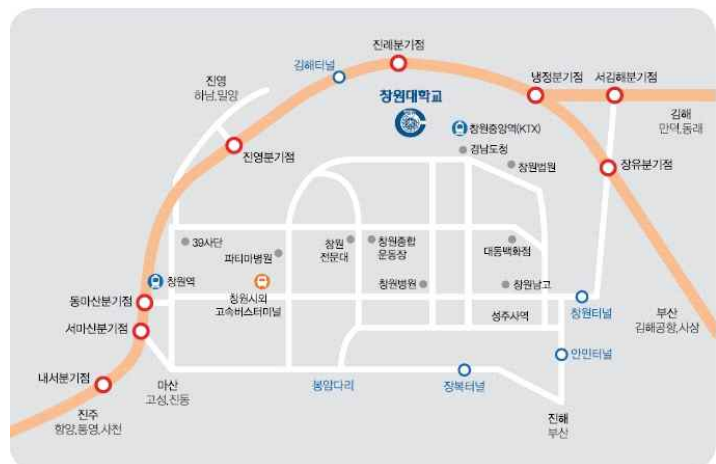 진례분기점
김해터널
진영
하남,밀양
냉정분기점
서김해분기점
창원대학교
김해
만덕,동래
창원중앙역(KTX)
경남도청
창원법원
진영분기점
장유분기점
39사단
파티마병원
창원
전문대
창원종합
운동장
대동백화점
창원역
창원시외
고속버스터미널
창원병원
창원남고
동마산분기점
창원터널
부산
김해공항,사상
서마산분기점
성주사역
안민터널
내서분기점
마산
고성,진동
봉암다리
장복터널
진주
함양,통영,사천
진해
부산